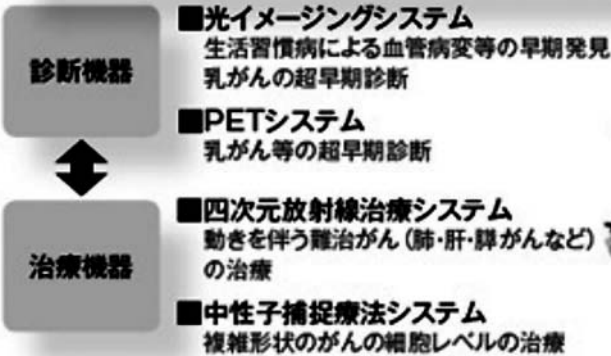 診断機器
■光イメージングシステム
生活習慣病による血管病変等の早期発見
乳がんの超早期診断
■PETシステム
乳がん等の超早期診断
治療機器
■四次元放射線治療システム
動きを伴う難治がん(肺・肝・膵がんなど)
の治療
■中性子捕捉療法システム
複雑形状のがんの細胞レベルの治療